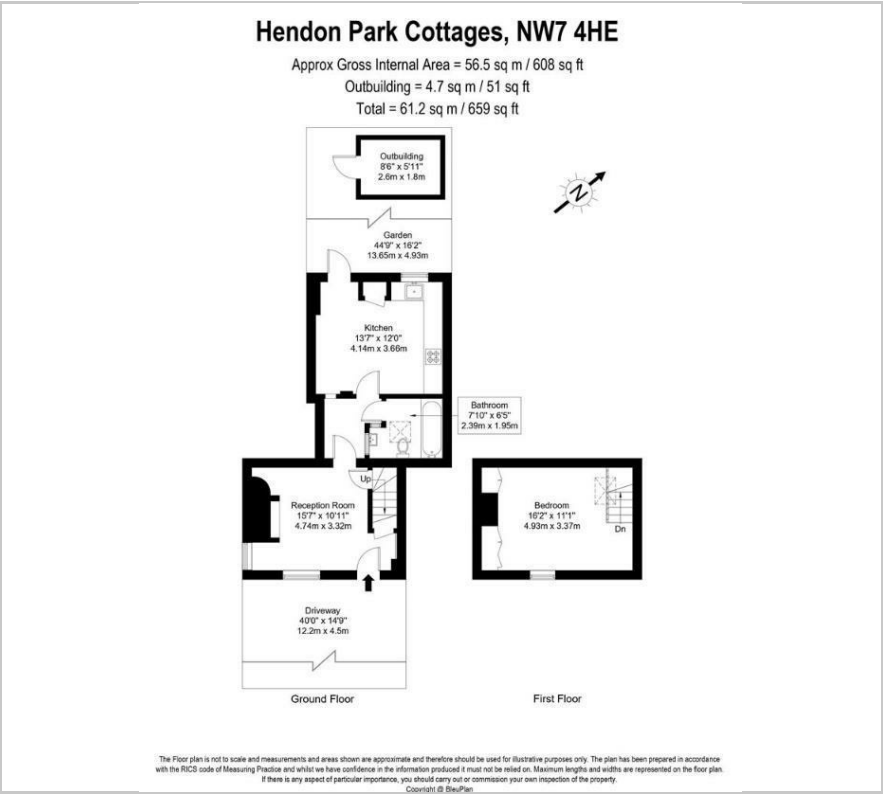 Hendon Park Cottages, NW7 4HE
Approx Gross Internal Area = 56.5 sq m / 608 sq ft
Outbuilding = 4.7 sq m / 51 sq ft
Total = 61.2 sq m / 659 sq ft
Outbuilding
8'6" x 5'11"
2.6m x 1.8m
N
Garden
44'9" x 16'2"
13.65m x 4.93m
Kitchen
13'7" x 12'0"
4.14m x 3.66m
Bathroom
7'10" x 6'5"
2.39m x 1.95m
Up
Reception Room
15'7" x 10'11"
4.74m x 3.32m
Bedroom
16'2" x 11'1"
4.93m x 3.37m
Dn
Driveway
40'0" x 14'9"
12.2m x 4.5m
Ground Floor
First Floor
The Floor plan is not to scale and measurements and areas shown are approximate and therefore should be used for illustrative purposes only. The plan has been prepared in accordance
with the RICS code of Measuring Practice and whilst we have confidence in the information produced it must not be relied on. Maximum lengths and widths are represented on the floor plan.
If there is any aspect of particular importance, you should carry out or commission your own inspection of the property.
Copyright @ BleuPlan